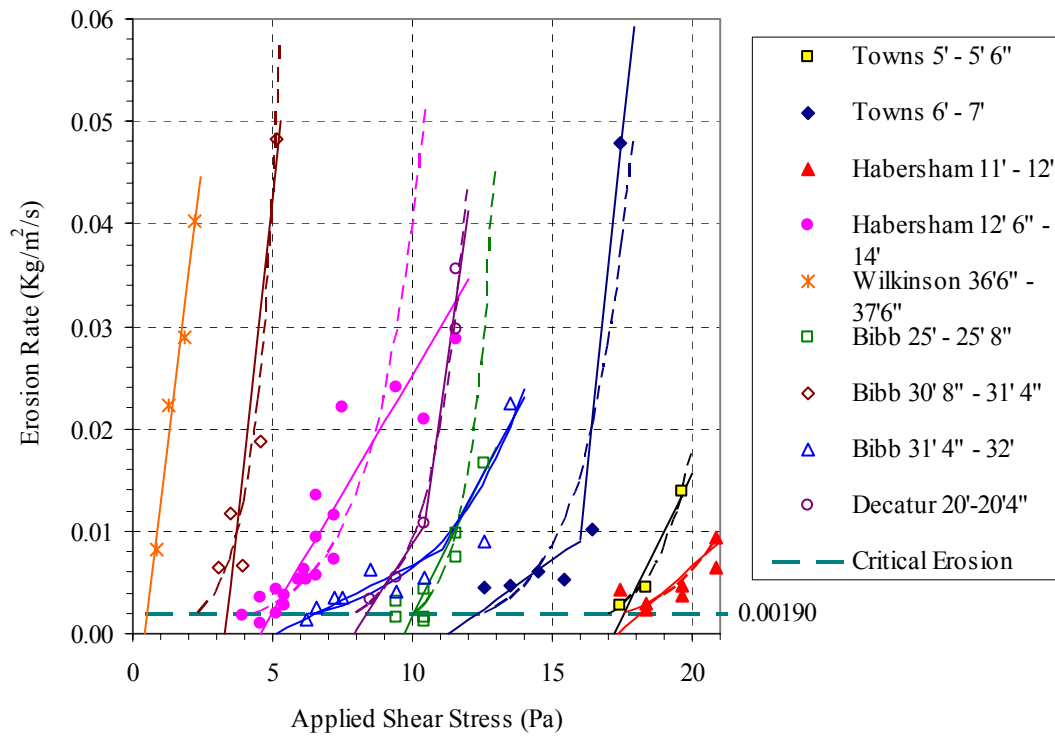 0.06
0.05
0.04
0.03
0.02
0.01
0.00
Erosion Rate (Kg/m²/s)
0
5
10
15
20
Applied Shear Stress (Pa)
Towns 5' - 5' 6"
Towns 6' - 7'
Habersham 11' - 12'
Habersham 12' 6" -
14'
Wilkinson 36'6" -
37'6"
Bibb 25' - 25' 8"
Bibb 30' 8" - 31' 4"
Bibb 31' 4" - 32'
Decatur 20'-20'4"
Critical Erosion
0.00190